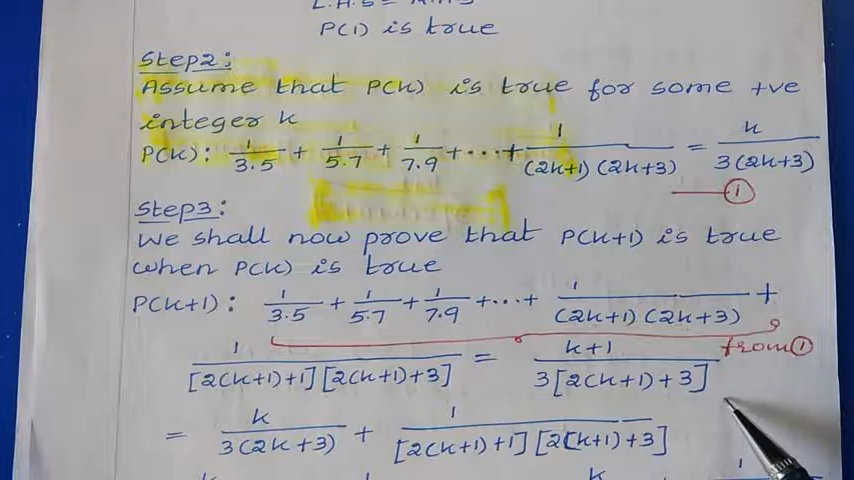 P(1) is true
Step2:
Assume that P(k) is true for some +ve
integer k
P(k): 1/3.5 + 1/5.7 + 1/7.9 + ... + 1/(2k+1)(2k+3) = k/3(2k+3)
①
Step3:
We shall now prove that P(k+1) is true
when P(k) is true
P(k+1): 1/3.5 + 1/5.7 + 1/7.9 + ... + 1/(2k+1)(2k+3) +
1/[2(k+1)+1][2(k+1)+3] = k+1/3[2(k+1)+3] from ①
= k/3(2k+3) + 1/[2(k+1)+1][2(k+1)+3]